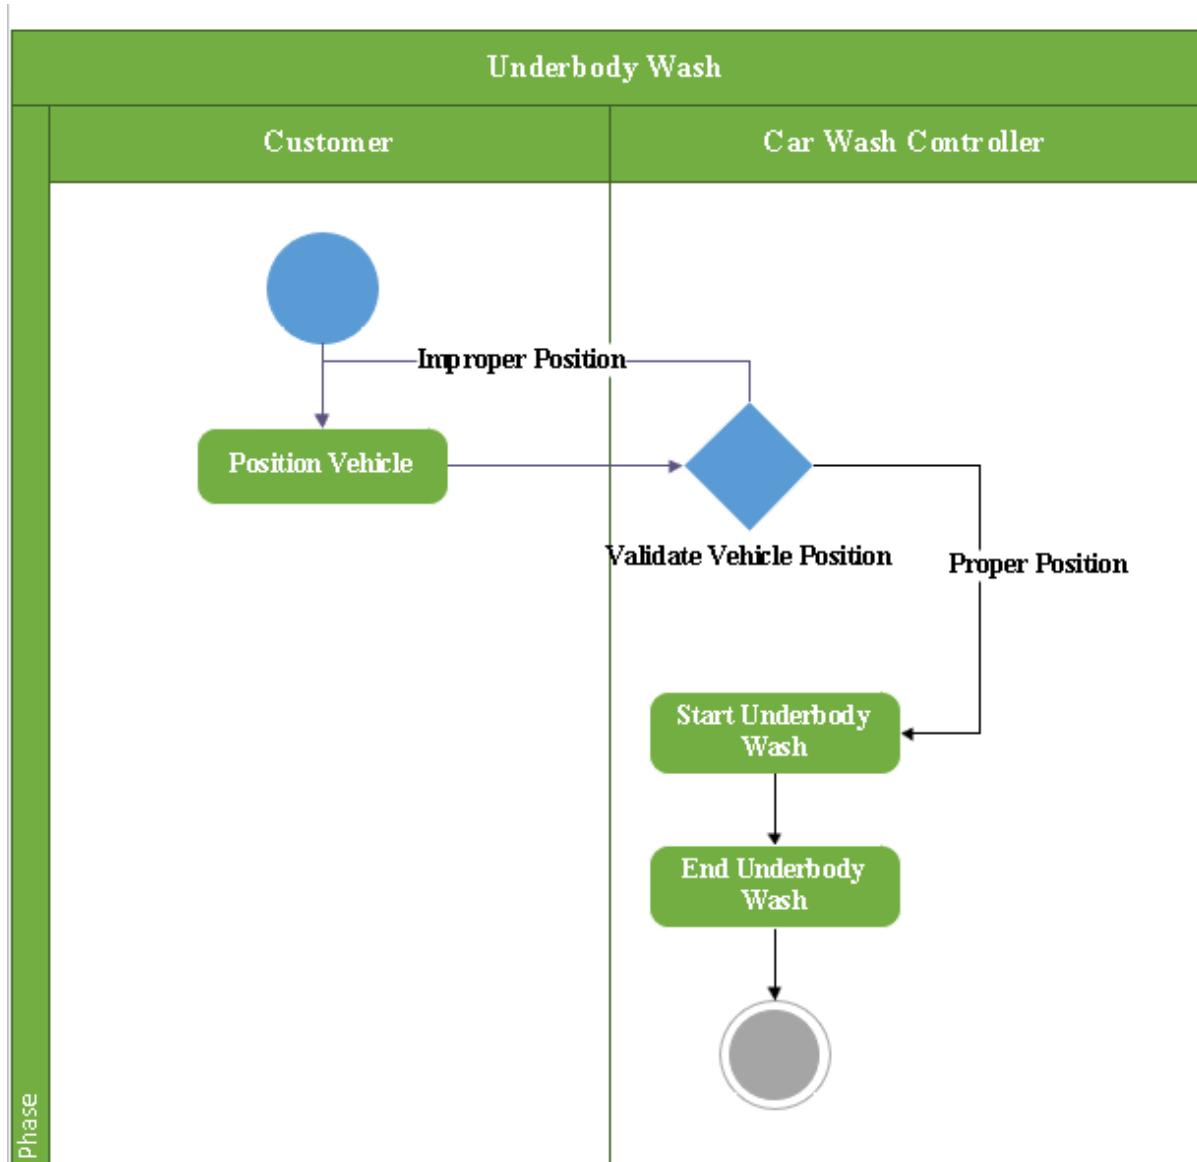 Underbody Wash
Customer
Car Wash Controller
Improper Position
Position Vehicle
Validate Vehicle Position
Proper Position
Start Underbody
Wash
End Underbody
Wash
Phase